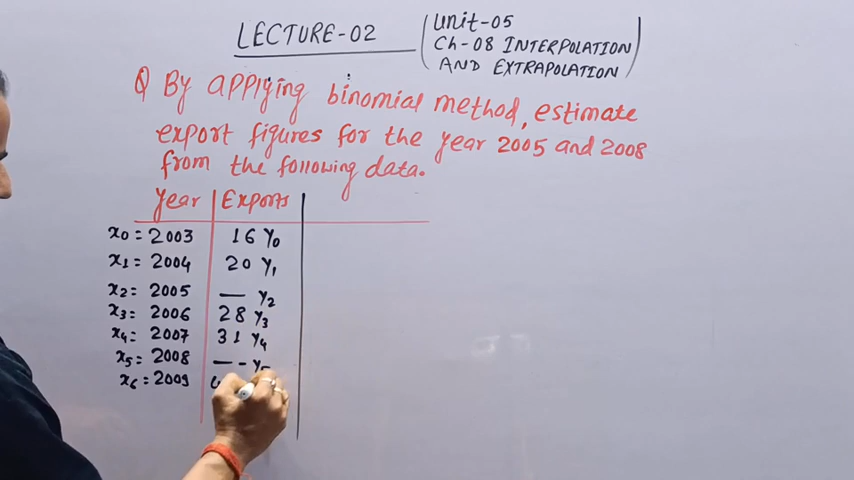 LECTURE-02
Unit-05
Ch-08 INTERPOLATION
AND EXTRAPOLATION
Q By applying binomial method, estimate
export figures for the year 2005 and 2008
from the following data.
Year Exports
x0 = 2003 16 Y0
x1 = 2004 20 Y1
x2 = 2005 — Y2
x3 = 2006 28 Y3
x4 = 2007 31 Y4
x5 = 2008 — - Y5
x6 = 2009